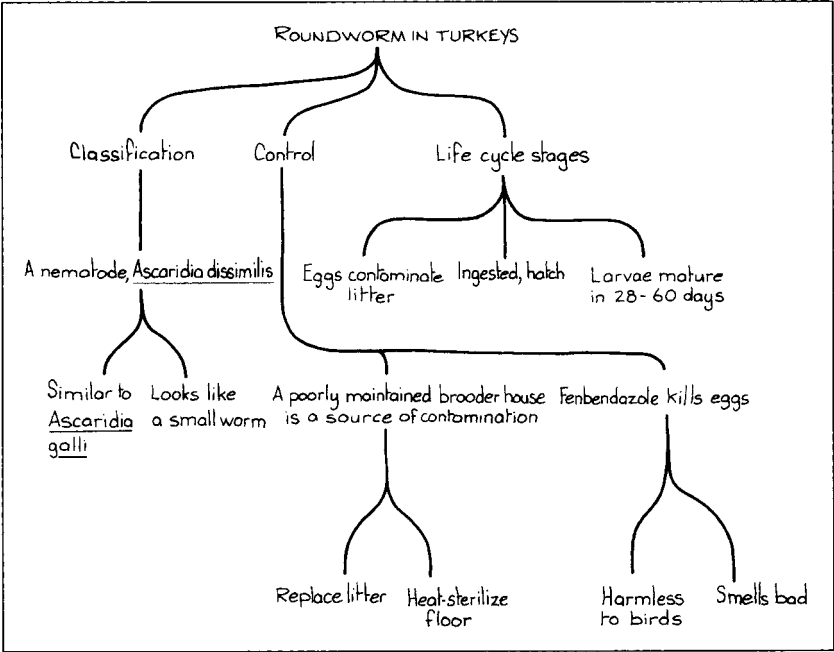 ROUNDWORM IN TURKEYS
Classification
Control
Life cycle stages
A nematode, Ascaridia dissimilis
Eggs contaminate
litter
Ingested, hatch
Larvae mature
in 28-60 days
Similar to
Ascaridia
galli
Looks like
a small worm
A poorly maintained brooder house
is a source of contamination
Fenbendazole kills eggs
Replace litter
Heat-sterilize
floor
Harmless
to birds
Smells bad